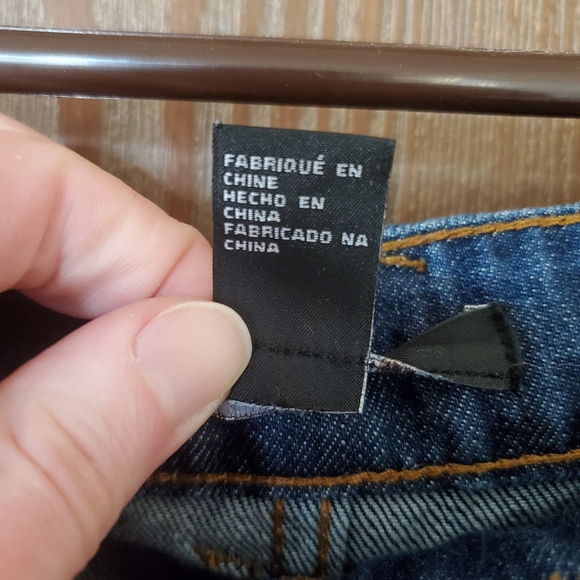 FABRIQUÉ EN
CHINE
HECHO EN
CHINA
FABRICADO NA
CHINA